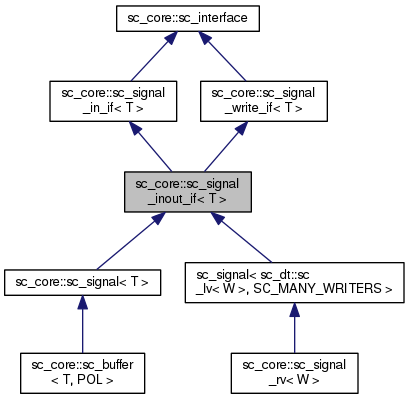 sc_core::sc_interface
sc_core::sc_signal
_in_if< T >
sc_core::sc_signal
_write_if< T >
sc_core::sc_signal
_inout_if< T >
sc_core::sc_signal< T >
sc_signal< sc_dt::sc
_lv< W >, SC_MANY_WRITERS >
sc_core::sc_buffer
< T, POL >
sc_core::sc_signal
_rv< W >